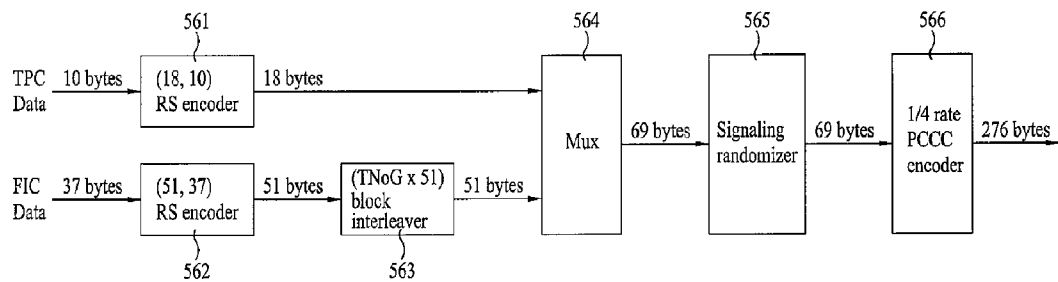 561
564
565
566
TPC
Data
10 bytes
(18, 10)
RS encoder
18 bytes
FIC
Data
37 bytes
(51, 37)
RS encoder
51 bytes
(TNoG x 51)
block
interleaver
51 bytes
Mux
69 bytes
Signaling
randomizer
69 bytes
1/4 rate
PCCC
encoder
276 bytes
562
563